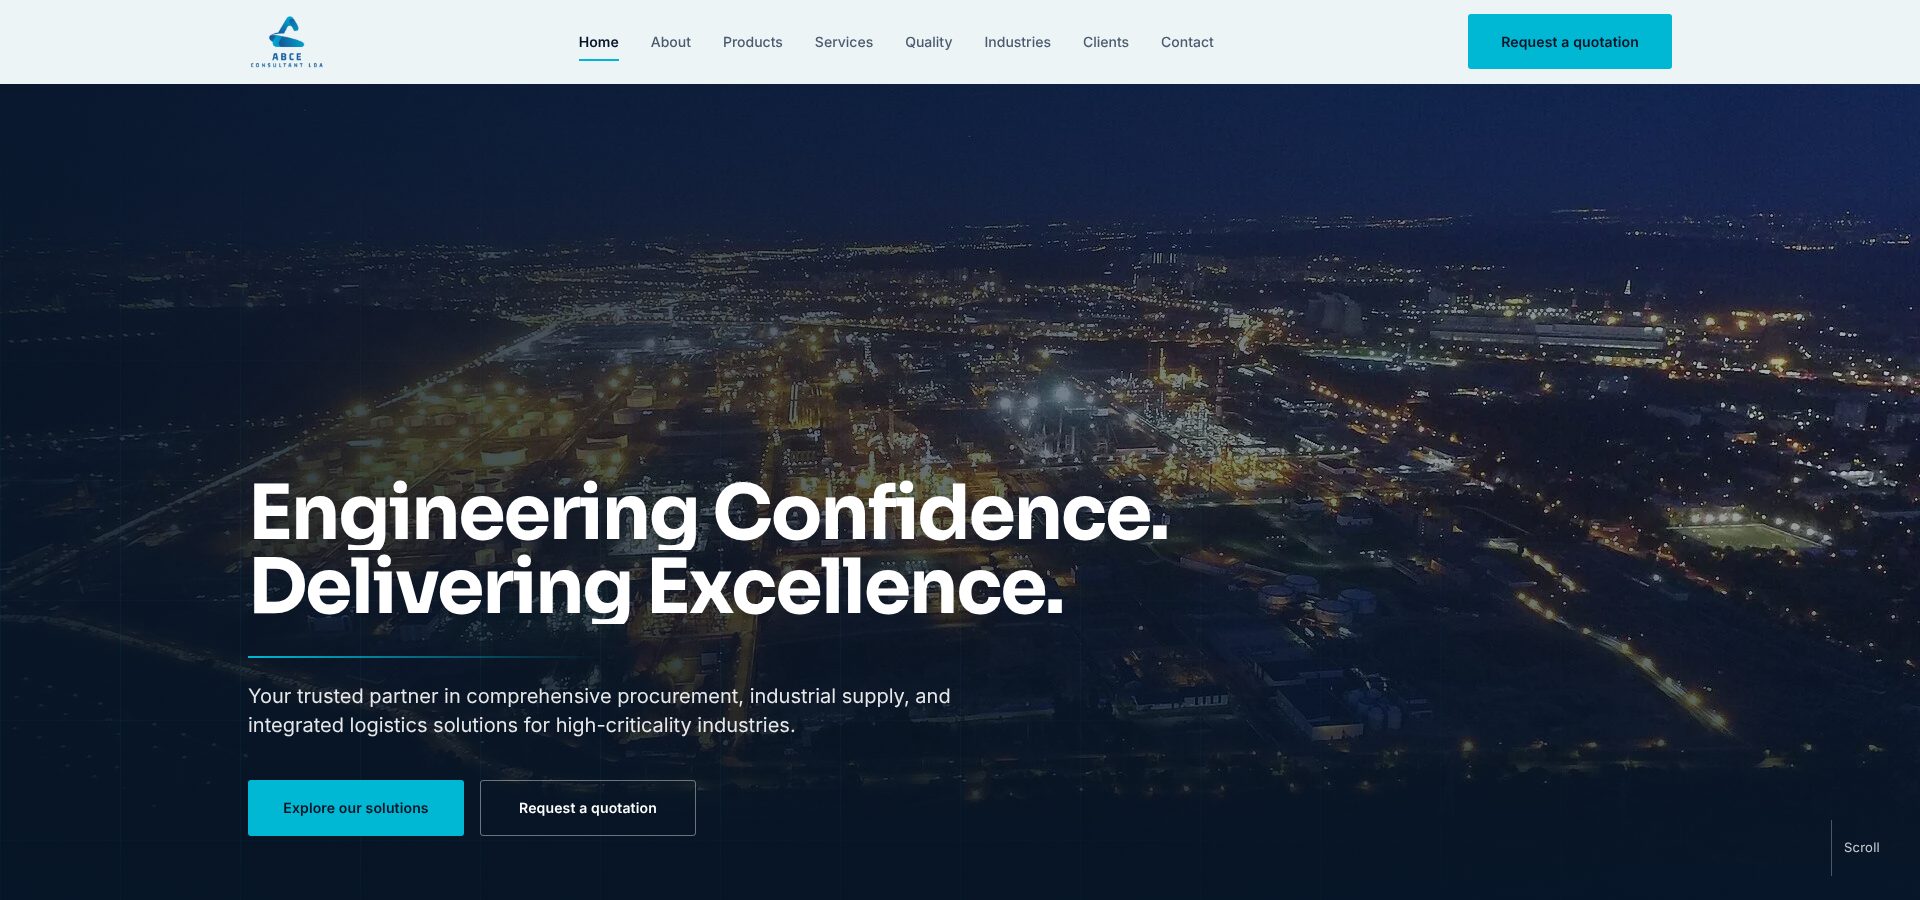 ABCE
CONSULTANT LDA
Home
About
Products
Services
Quality
Industries
Clients
Contact
Request a quotation
Engineering Confidence.
Delivering Excellence.
Your trusted partner in comprehensive procurement, industrial supply, and
integrated logistics solutions for high-criticality industries.
Explore our solutions
Request a quotation
Scroll